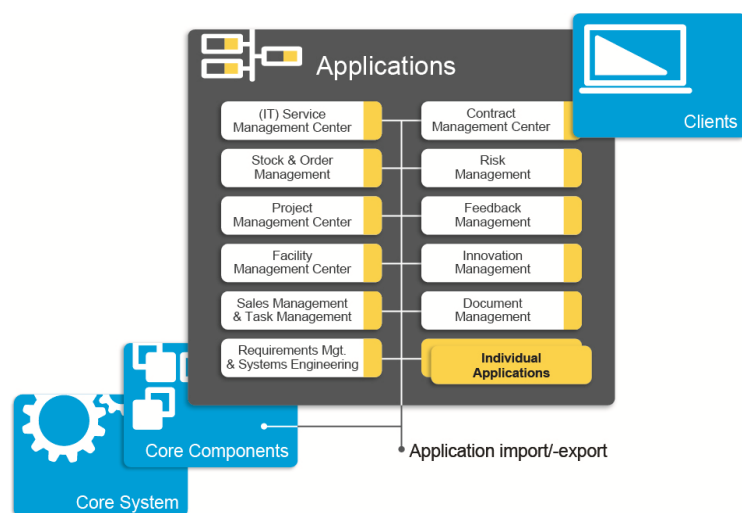 Applications
Clients
(IT) Service
Management Center
Contract
Management Center
Stock & Order
Management
Risk
Management
Project
Management Center
Feedback
Management
Facility
Management Center
Innovation
Management
Sales Management
& Task Management
Document
Management
Requirements Mgt.
& Systems Engineering
Individual
Applications
Core Components
Application import/-export
Core System